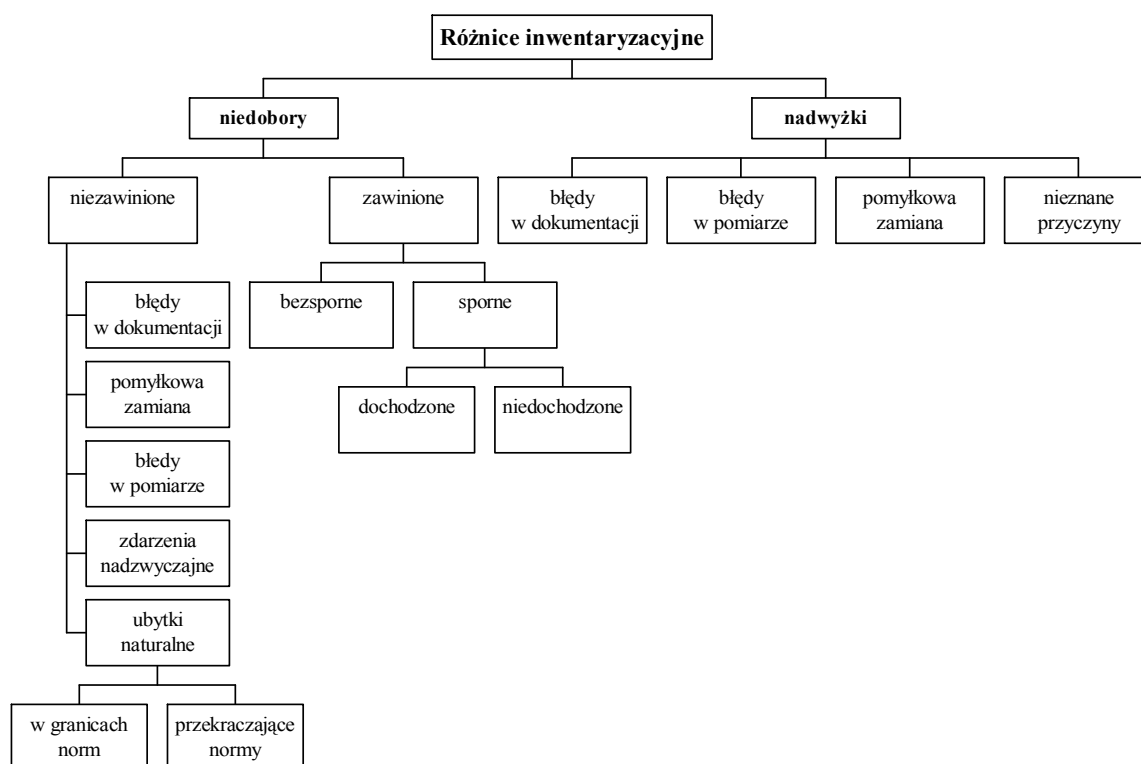 Różnice inwentaryzacyjne
niedobory
nadwyżki
niezawinione
zawinione
błędy
w dokumentacji
błędy
w pomiarze
pomyłkowa
zamiana
nieznane
przyczyny
błędy
w dokumentacji
bezsporne
sporne
pomyłkowa
zamiana
dochodzone
niedochodzone
błedy
w pomiarze
zdarzenia
nadzwyczajne
ubytki
naturalne
w granicach
norm
przekraczające
normy